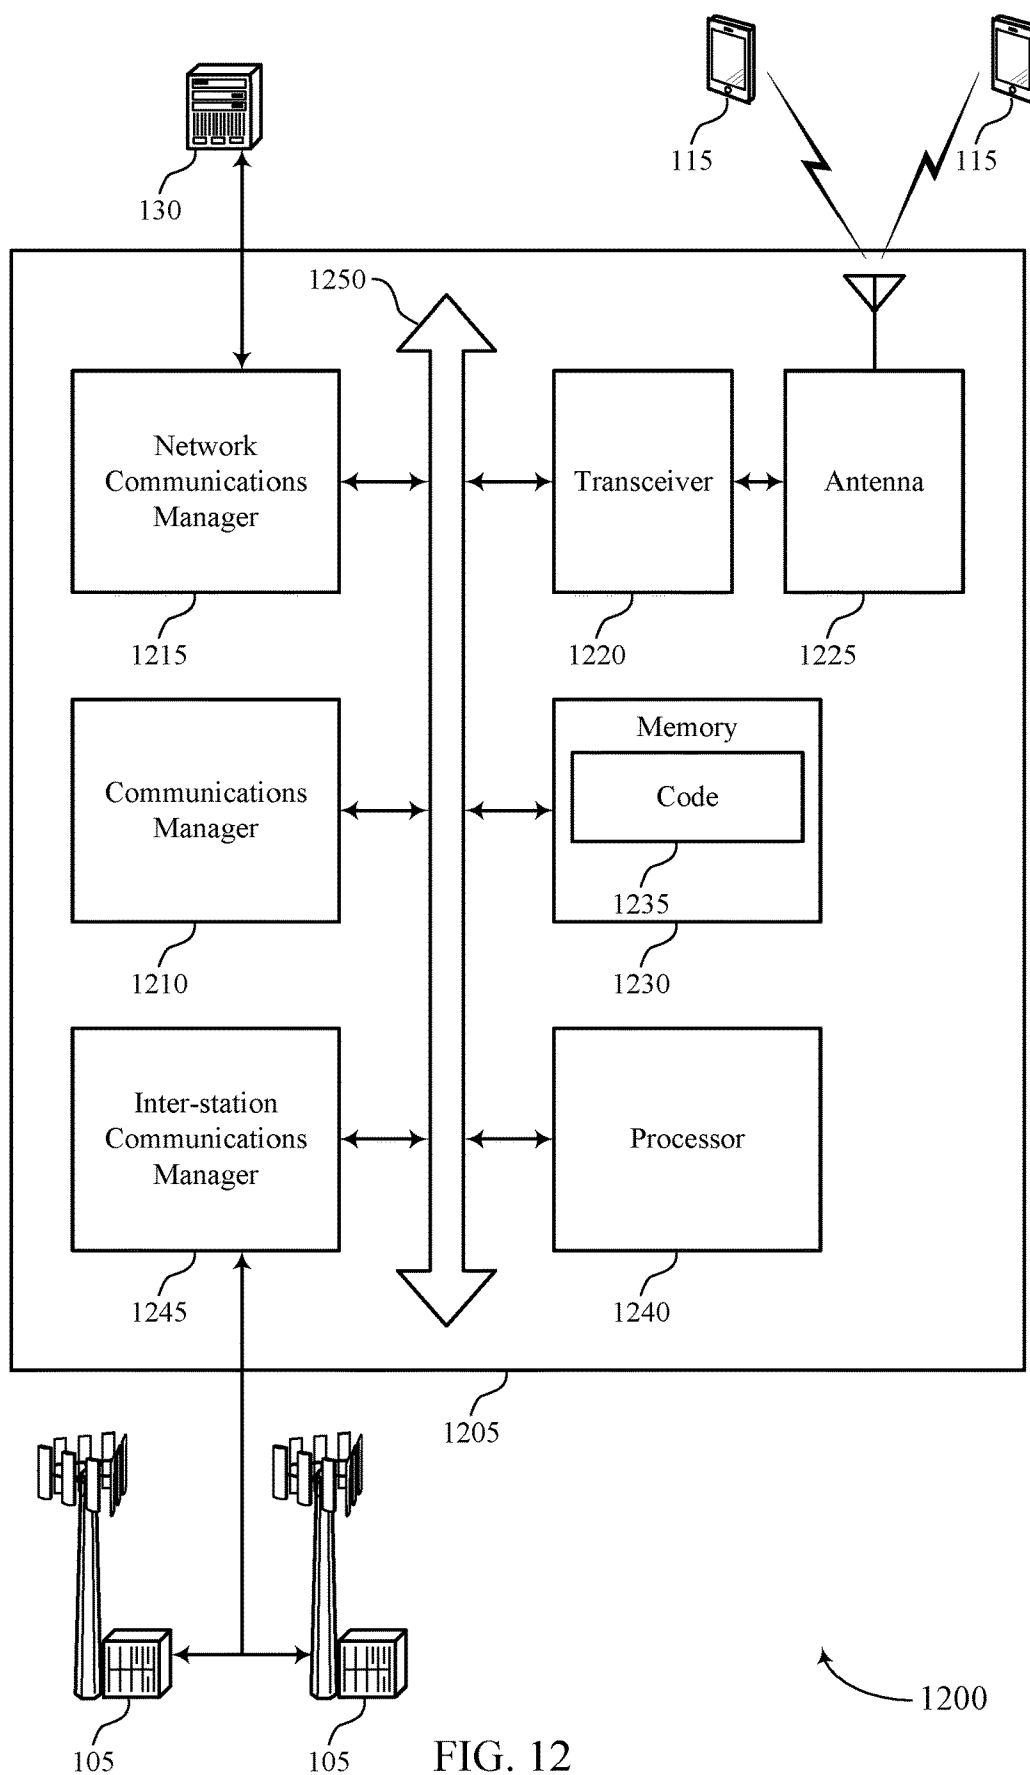 130
115
115
1250
Network
Communications
Manager
Transceiver
Antenna
1215
1220
1225
Communications
Manager
Memory
Code
1235
1210
1230
Inter-station
Communications
Manager
Processor
1245
1240
1205
105
105
1200
FIG. 12